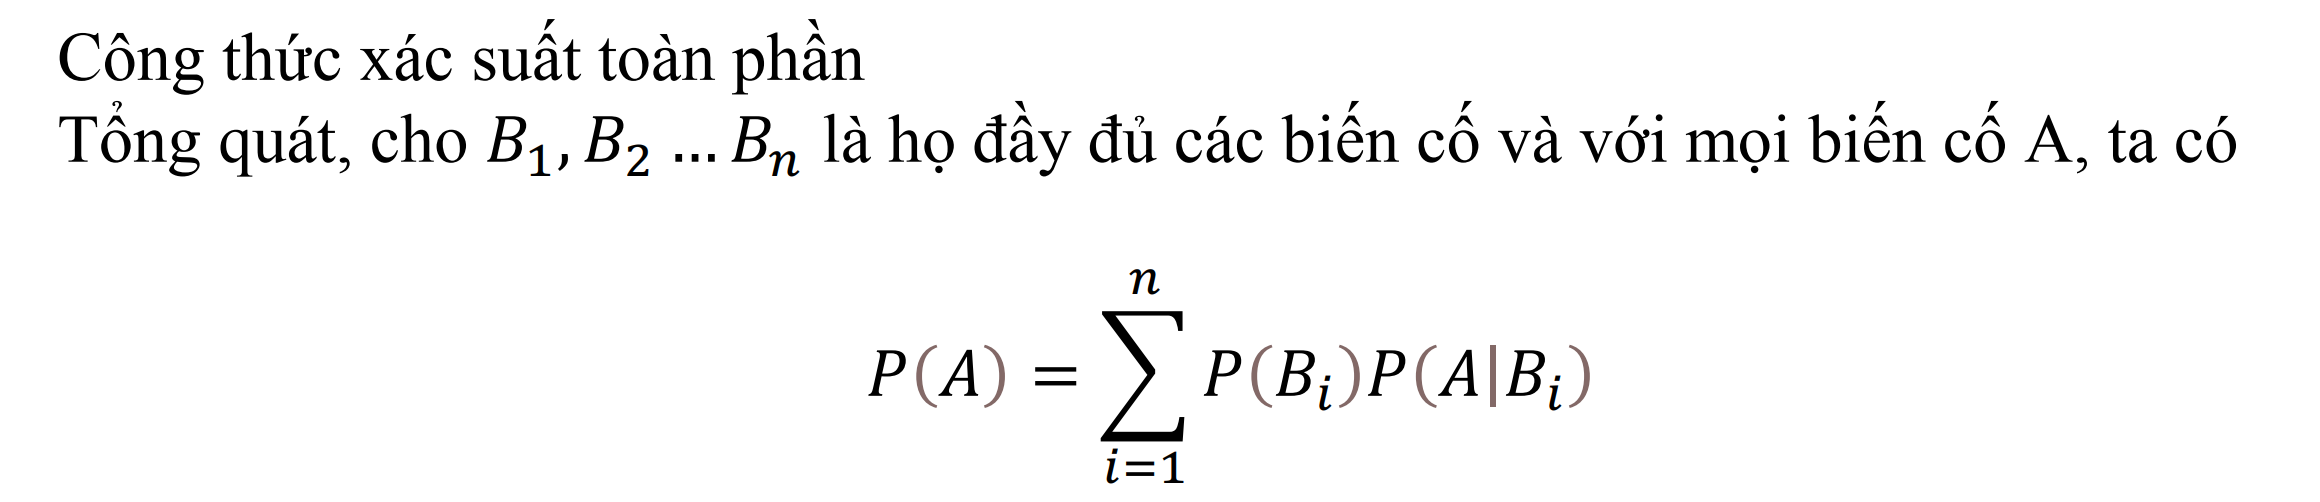 Công thức xác suất toàn phần
Tổng quát, cho B₁, B₂ … Bₙ là họ đầy đủ các biến cố và với mọi biến cố A, ta có
P(A) = ∑ᵢ₌₁ⁿ P(Bᵢ)P(A|Bᵢ)